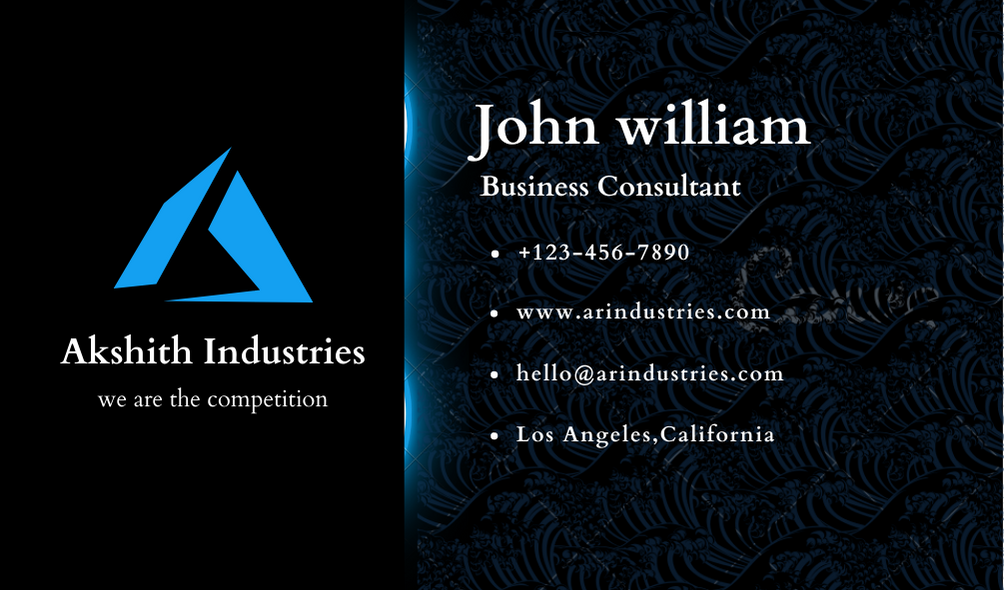 Akshith Industries
we are the competition
John william
Business Consultant
+123-456-7890
www.arindustries.com
hello@arindustries.com
Los Angeles,California